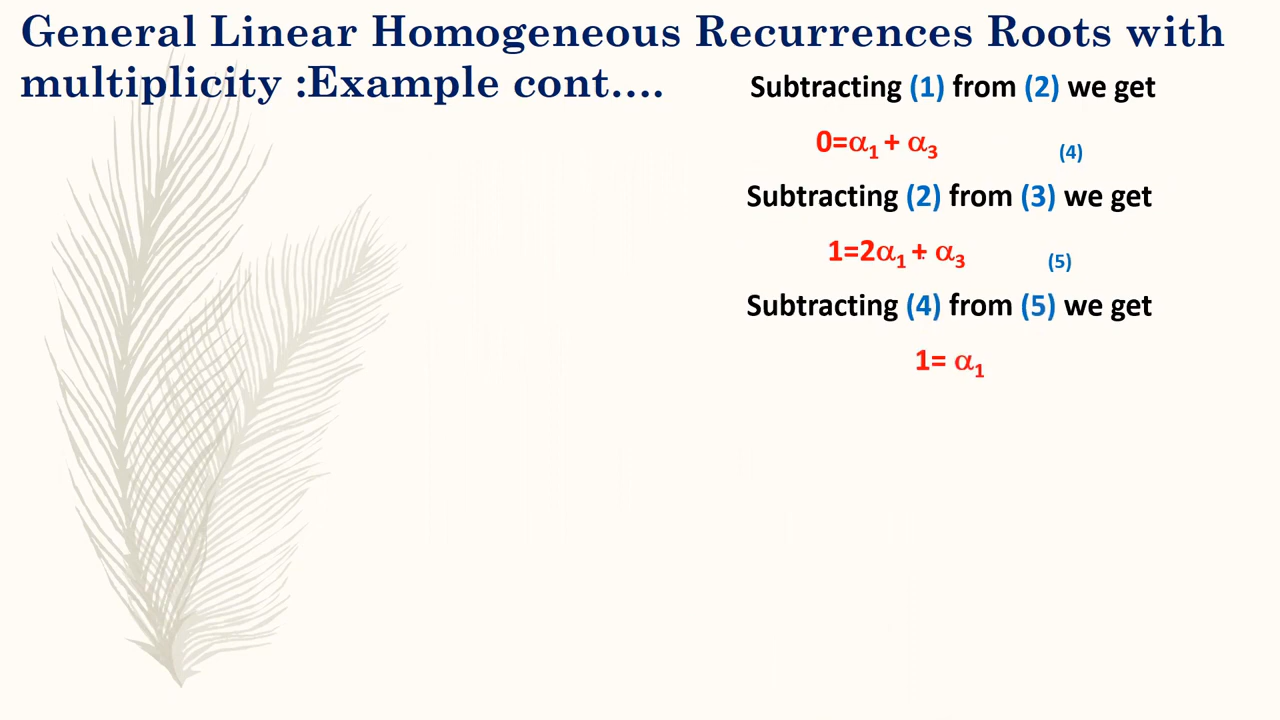 General Linear Homogeneous Recurrences Roots with
multiplicity :Example cont....
Subtracting (1) from (2) we get
0=α₁ + α₃ (4)
Subtracting (2) from (3) we get
1=2α₁ + α₃ (5)
Subtracting (4) from (5) we get
1= α₁